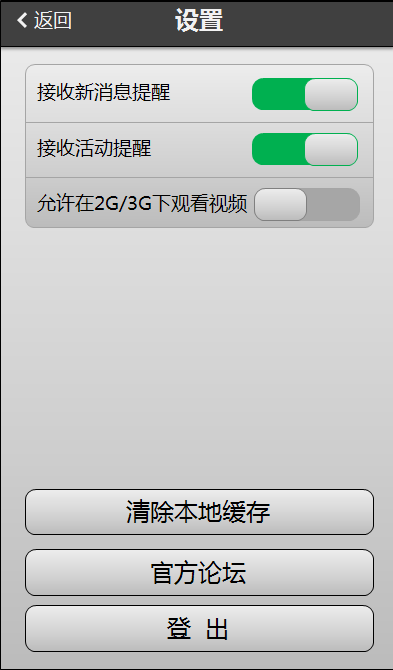 返回
设置
接收新消息提醒
接收活动提醒
允许在2G/3G下观看视频
清除本地缓存
官方论坛
登 出